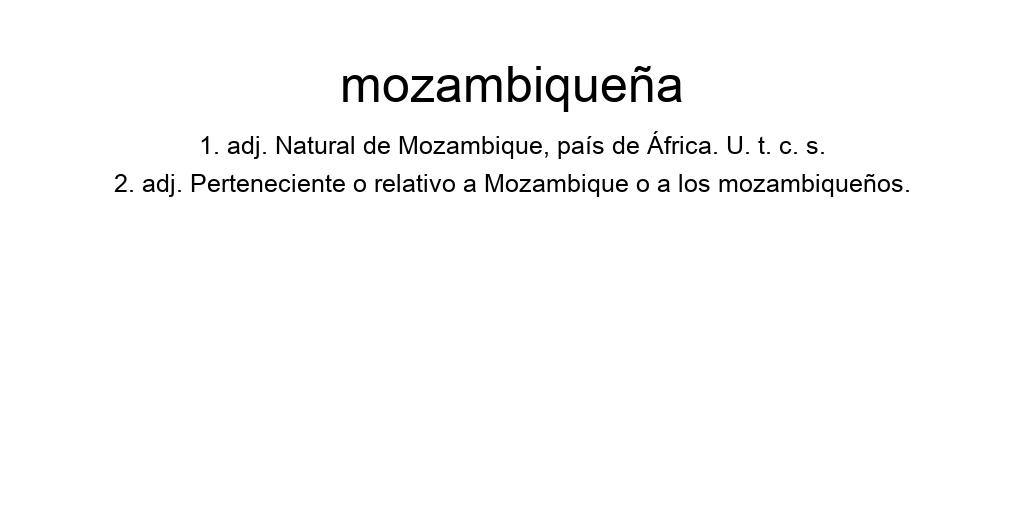 mozambiqueña
1. adj. Natural de Mozambique, país de África. U. t. c. s.
2. adj. Perteneciente o relativo a Mozambique o a los mozambiqueños.